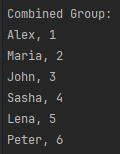 Combined Group:
Alex, 1
Maria, 2
John, 3
Sasha, 4
Lena, 5
Peter, 6